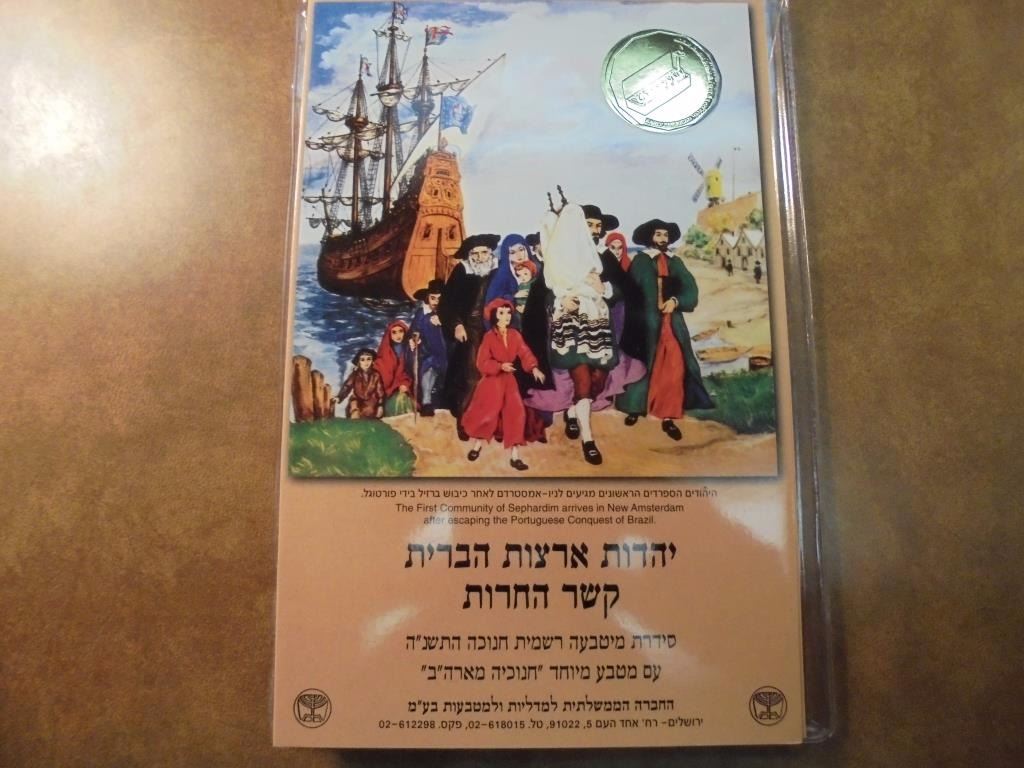 היהודים הספרדים הראשונים מגיעים לניו-אמסטרדם לאחר כיבוש ברזיל בידי פורטוגל.
The First Community of Sephardim arrives in New Amsterdam
after escaping the Portuguese Conquest of Brazil.
יהדות ארצות הברית
קשר החרות
סידרת מיטבעה רשמית חנוכה התשנ"ה
עם מטבע מיוחד "חנוכיה מארה"ב"
החברה הממשלתית למדליות ולמטבעות בע"מ
ירושלים- רח' אחד העם 5, 91022, טל. 02-618015, פקס. 02-612298